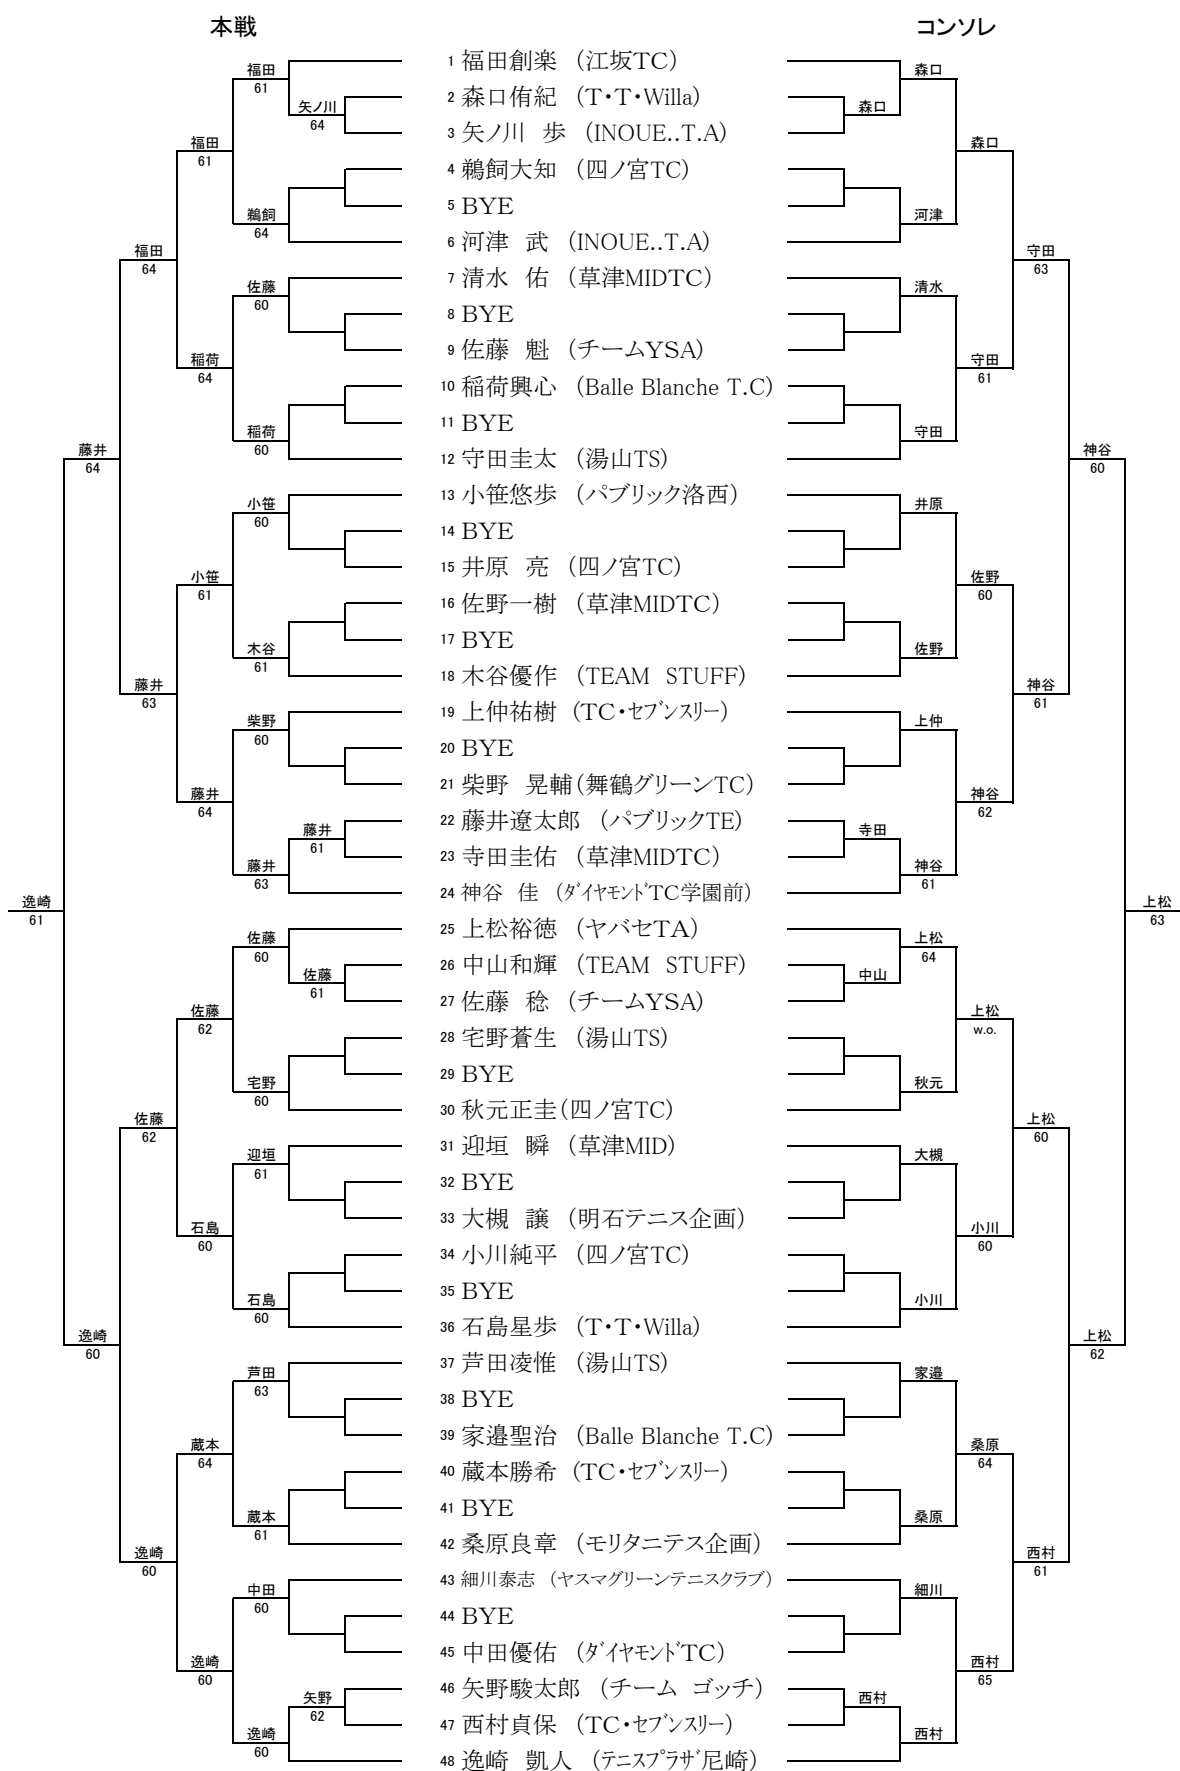 本戦
コンソレ
1 福田創楽 （江坂TC）
福田
61
森口
2 森口侑紀 （T・T・Willa）
矢ノ川
64
森口
3 矢ノ川 歩 （INOUE..T.A）
福田
61
森口
4 鵜飼大知 （四ノ宮TC）
5 BYE
鵜飼
64
河津
6 河津 武 （INOUE..T.A）
福田
64
守田
63
7 清水 佑 （草津MIDTC）
佐藤
60
清水
8 BYE
9 佐藤 魁 （チームYSA）
稲荷
64
守田
61
10 稲荷興心 （Balle Blanche T.C）
11 BYE
稲荷
60
守田
12 守田圭太 （湯山TS）
藤井
64
神谷
60
13 小笹悠歩 （パブリック洛西）
小笹
60
井原
14 BYE
15 井原 亮 （四ノ宮TC）
小笹
61
佐野
60
16 佐野一樹 （草津MIDTC）
17 BYE
木谷
61
佐野
18 木谷優作 （TEAM STUFF）
藤井
63
神谷
61
19 上仲祐樹 （TC・セブンスリー）
柴野
60
上仲
20 BYE
21 柴野 晃輔（舞鶴グリーンTC）
藤井
64
神谷
62
22 藤井遼太郎 （パブリックTE）
藤井
61
寺田
23 寺田圭佑 （草津MIDTC）
藤井
63
神谷
61
24 神谷 佳 （ダイヤモンドTC学園前）
逸崎
61
上松
63
25 上松裕徳 （ヤバセTA）
佐藤
60
上松
64
26 中山和輝 （TEAM STUFF）
佐藤
61
中山
27 佐藤 稔 （チームYSA）
佐藤
62
上松
w.o.
28 宅野蒼生 （湯山TS）
29 BYE
宅野
60
秋元
30 秋元正圭（四ノ宮TC）
佐藤
62
上松
60
31 迎垣 瞬 （草津MID）
迎垣
61
大槻
32 BYE
33 大槻 譲 （明石テニス企画）
石島
60
小川
60
34 小川純平 （四ノ宮TC）
35 BYE
石島
60
小川
36 石島星歩 （T・T・Willa）
逸崎
60
上松
62
37 芦田凌惟 （湯山TS）
芦田
63
家邉
38 BYE
39 家邉聖治 （Balle Blanche T.C）
蔵本
64
桑原
64
40 蔵本勝希 （TC・セブンスリー）
41 BYE
蔵本
61
桑原
42 桑原良章 （モリタニテス企画）
逸崎
60
西村
61
43 細川泰志 （ヤスマグリーンテニスクラブ）
中田
60
細川
44 BYE
45 中田優佑 （ダイヤモンドTC）
逸崎
60
西村
65
46 矢野駿太郎 （チーム ゴッチ）
矢野
62
西村
47 西村貞保 （TC・セブンスリー）
逸崎
60
西村
48 逸崎 凱人 （テニスプラザ尼崎）